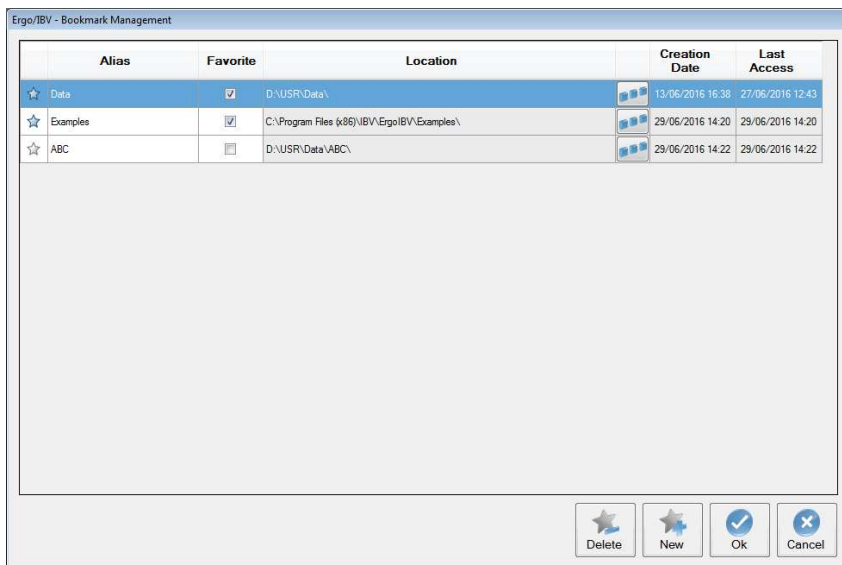 Ergo/IBV - Bookmark Management
Alias Favorite Location Creation Date Last Access
Data D:\USR\Data\ 13/06/2016 16:38 27/06/2016 12:43
Examples C:\Program Files (x86)\IBV\ErgoIBV\Examples\ 29/06/2016 14:20 29/06/2016 14:20
ABC D:\USR\Data\ABC\ 29/06/2016 14:22 29/06/2016 14:22
Delete New Ok Cancel